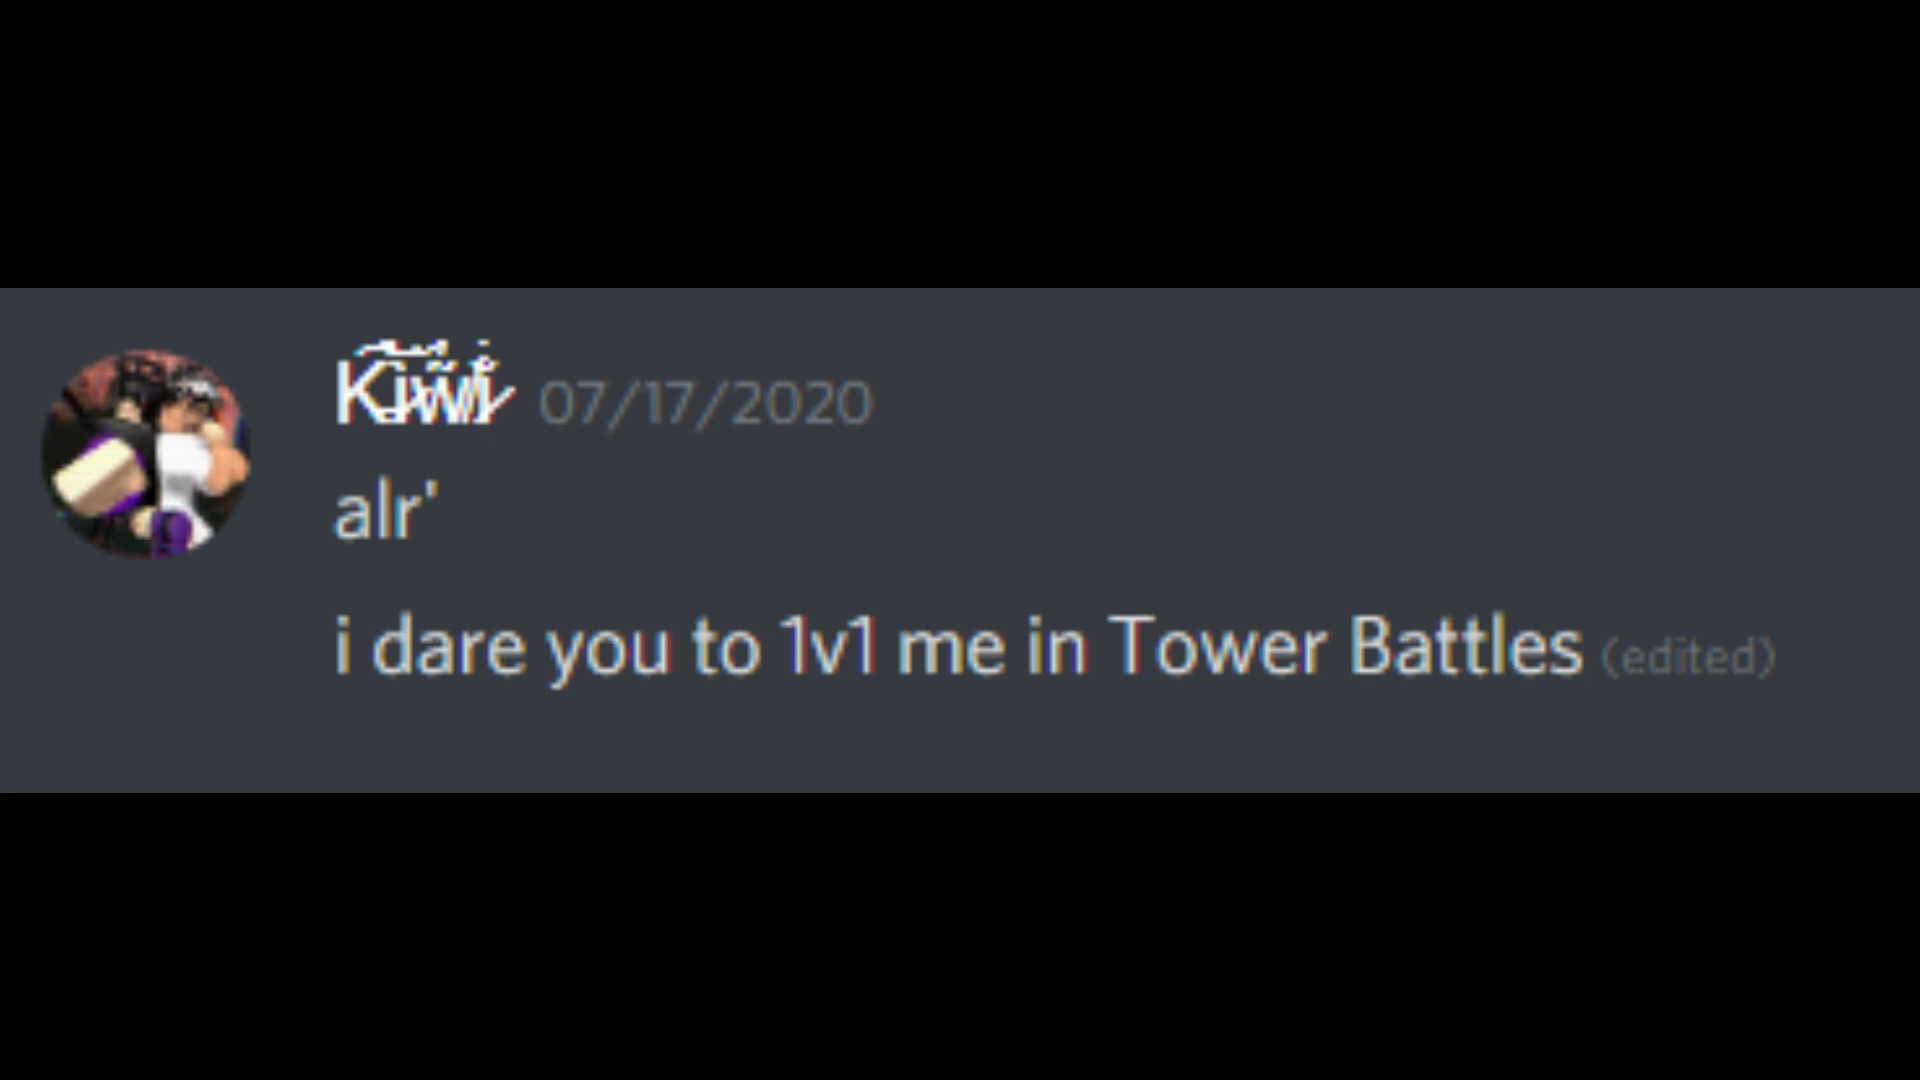 Kiwi 07/17/2020
alr'
i dare you to 1v1 me in Tower Battles (edited)